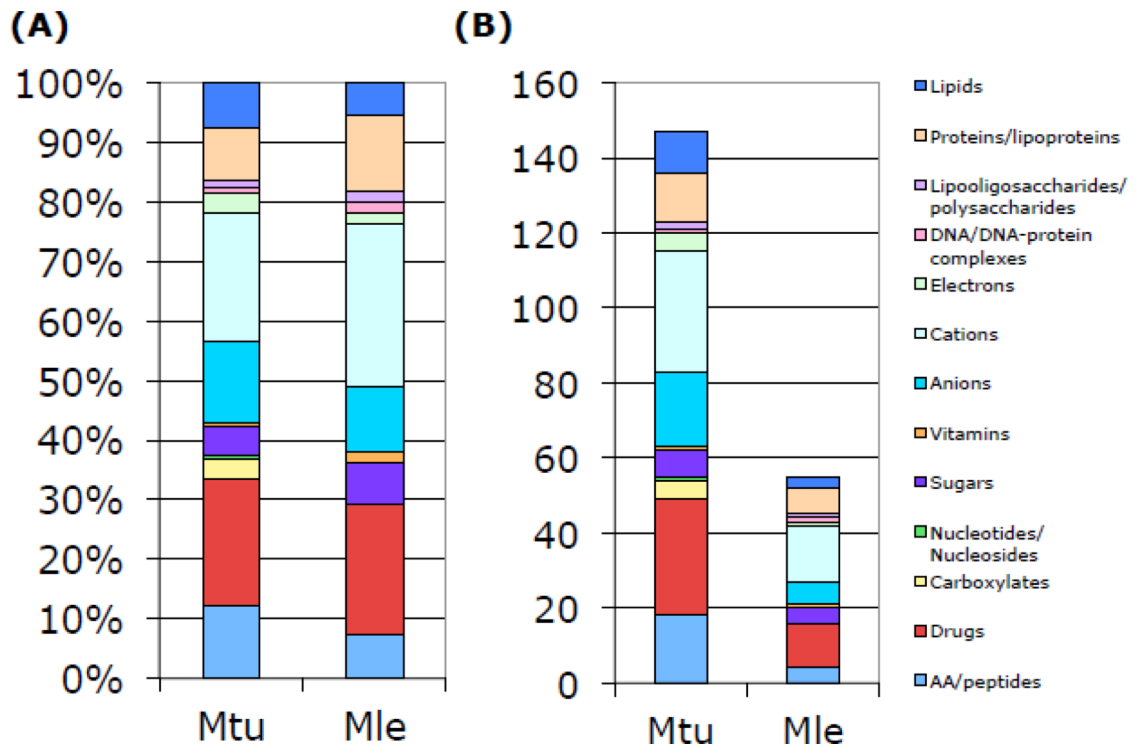 (A)
100%
90%
80%
70%
60%
50%
40%
30%
20%
10%
0%
Mtu Mle
(B)
160
140
120
100
80
60
40
20
0
Mtu Mle
Lipids
Proteins/lipoproteins
Lipooligosaccharides/
polysaccharides
DNA/DNA-protein
complexes
Electrons
Cations
Anions
Vitamins
Sugars
Nucleotides/
Nucleosides
Carboxylates
Drugs
AA/peptides